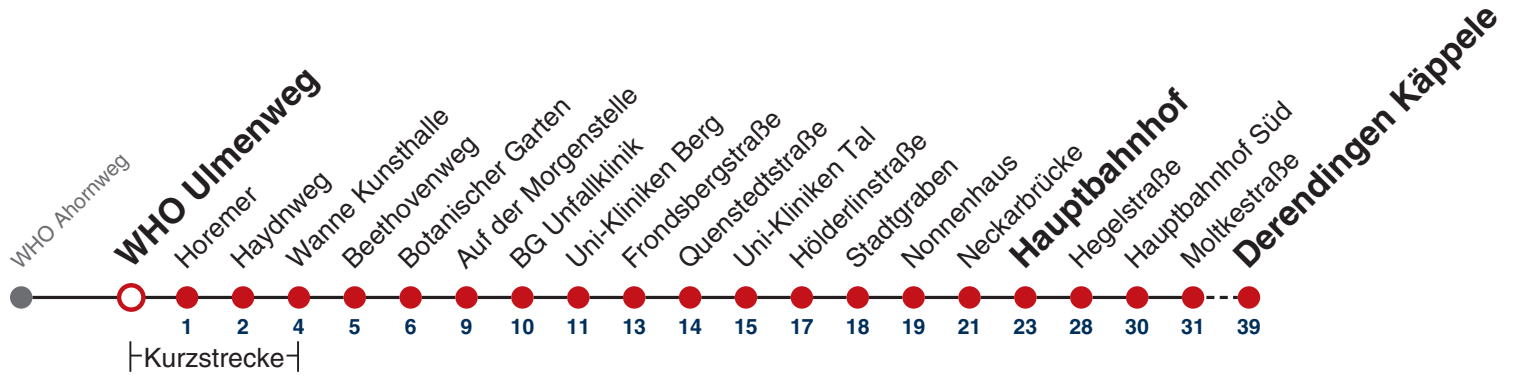 WHO Ahornweg
WHO Ulmenweg
Horemer
Haydnweg
Wanne Kunsthalle
Beethovenweg
Botanischer Garten
Auf der Morgenstelle
BG Unfallklinik
Uni-Kliniken Berg
Frondsbergstraße
Quenstedtstraße
Uni-Kliniken Tal
Hölderlinstraße
Stadtgraben
Nonnenhaus
Neckarbrücke
Hauptbahnhof
Hegelstraße
Hauptbahnhof Süd
Moltkestraße
Derendingen Käppele
1 2 4 5 6 9 10 11 13 14 15 17 18 19 21 23 28 30 31 39
Kurzstrecke